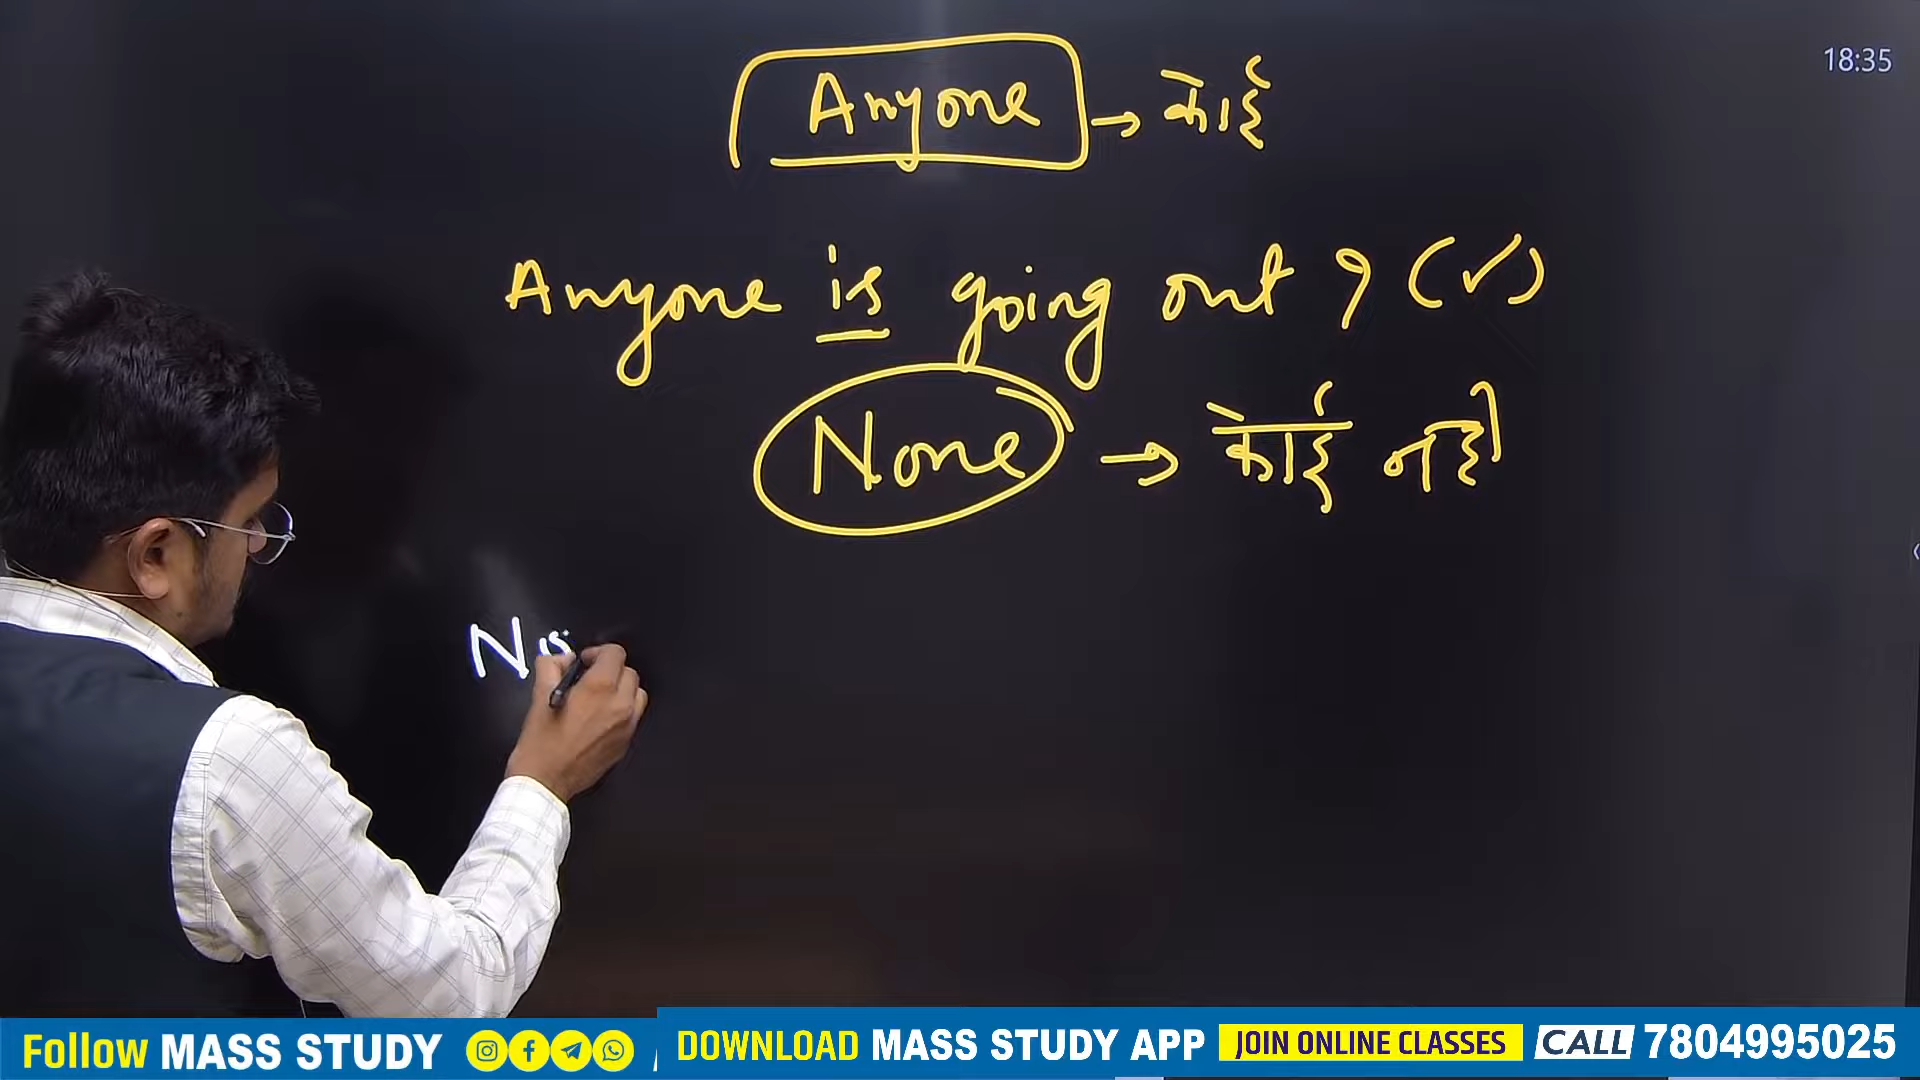 18:35
Anyone → कोई
Anyone is going out ? (✓)
None → कोई नही
No
Follow MASS STUDY
DOWNLOAD MASS STUDY APP JOIN ONLINE CLASSES CALL 7804995025